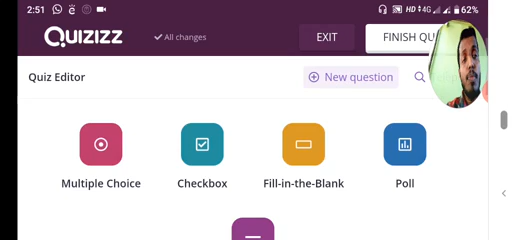 2:51 HD 4G 62%
Quizizz All changes EXIT FINISH QU
Quiz Editor New question
Multiple Choice Checkbox Fill-in-the-Blank Poll